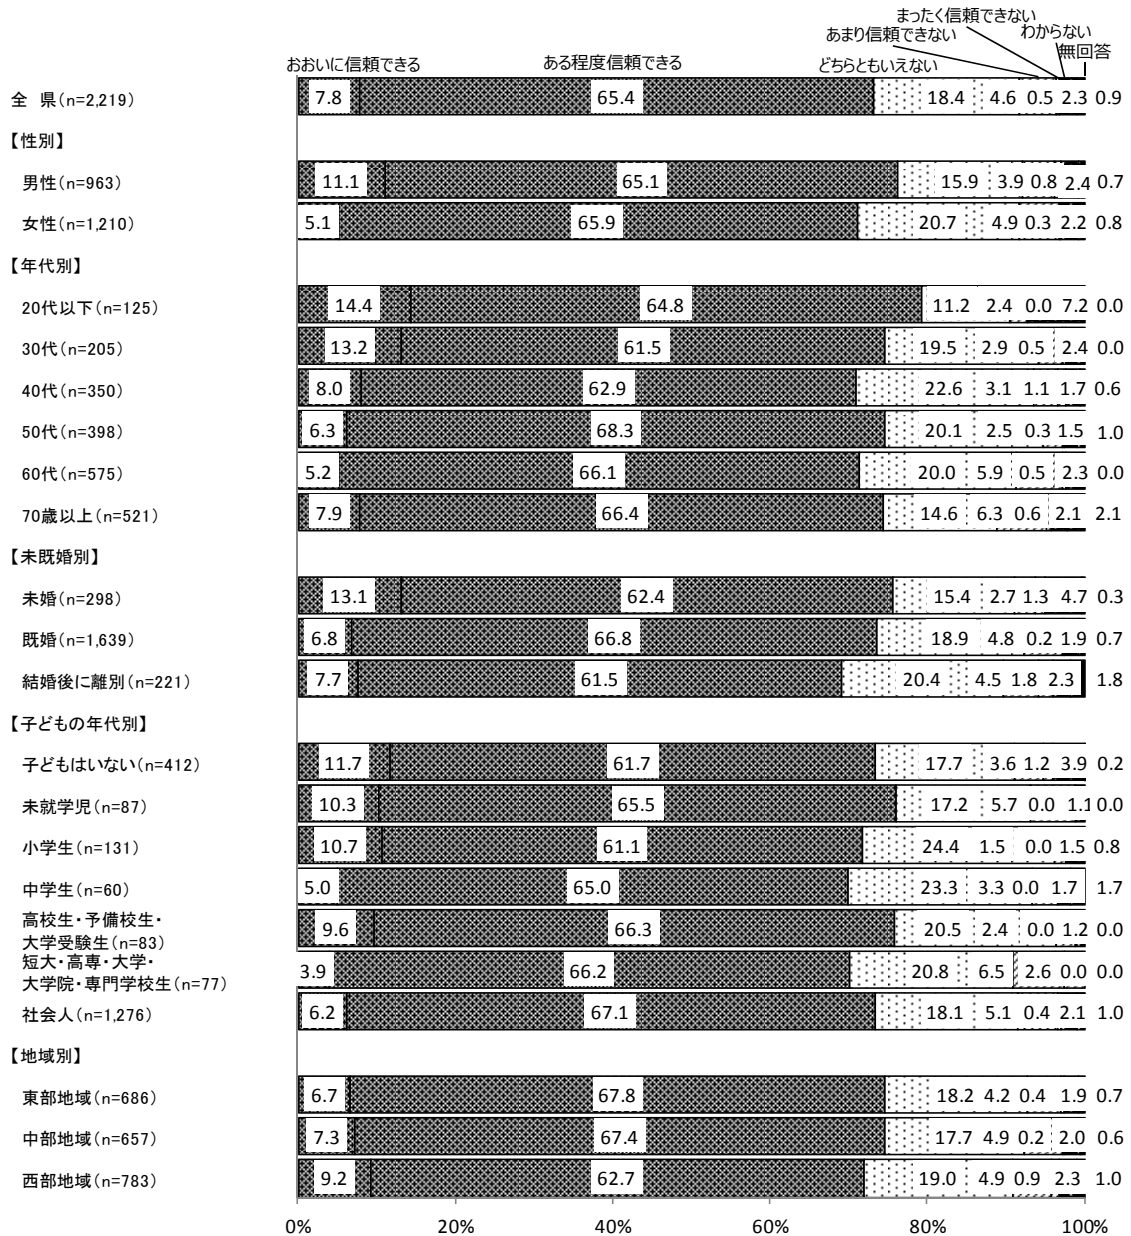 まったく信頼できない
あまり信頼できない わからない
無回答
おおいに信頼できる ある程度信頼できる どちらともいえない
全 県(n=2,219) 7.8 65.4 18.4 4.6 0.5 2.3 0.9
【性別】
男性(n=963) 11.1 65.1 15.9 3.9 0.8 2.4 0.7
女性(n=1,210) 5.1 65.9 20.7 4.9 0.3 2.2 0.8
【年代別】
20代以下(n=125) 14.4 64.8 11.2 2.4 0.0 7.2 0.0
30代(n=205) 13.2 61.5 19.5 2.9 0.5 2.4 0.0
40代(n=350) 8.0 62.9 22.6 3.1 1.1 1.7 0.6
50代(n=398) 6.3 68.3 20.1 2.5 0.3 1.5 1.0
60代(n=575) 5.2 66.1 20.0 5.9 0.5 2.3 0.0
70歳以上(n=521) 7.9 66.4 14.6 6.3 0.6 2.1 2.1
【未既婚別】
未婚(n=298) 13.1 62.4 15.4 2.7 1.3 4.7 0.3
既婚(n=1,639) 6.8 66.8 18.9 4.8 0.2 1.9 0.7
結婚後に離別(n=221) 7.7 61.5 20.4 4.5 1.8 2.3 1.8
【子どもの年代別】
子どもはいない(n=412) 11.7 61.7 17.7 3.6 1.2 3.9 0.2
未就学児(n=87) 10.3 65.5 17.2 5.7 0.0 1.1 0.0
小学生(n=131) 10.7 61.1 24.4 1.5 0.0 1.5 0.8
中学生(n=60) 5.0 65.0 23.3 3.3 0.0 1.7 1.7
高校生・予備校生・
大学受験生(n=83) 9.6 66.3 20.5 2.4 0.0 1.2 0.0
短大・高専・大学・
大学院・専門学校生(n=77) 3.9 66.2 20.8 6.5 2.6 0.0 0.0
社会人(n=1,276) 6.2 67.1 18.1 5.1 0.4 2.1 1.0
【地域別】
東部地域(n=686) 6.7 67.8 18.2 4.2 0.4 1.9 0.7
中部地域(n=657) 7.3 67.4 17.7 4.9 0.2 2.0 0.6
西部地域(n=783) 9.2 62.7 19.0 4.9 0.9 2.3 1.0
0% 20% 40% 60% 80% 100%